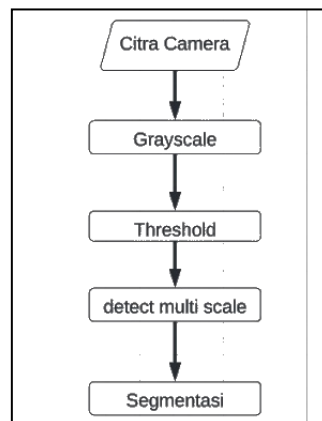 Citra Camera
Grayscale
Threshold
detect multi scale
Segmentasi